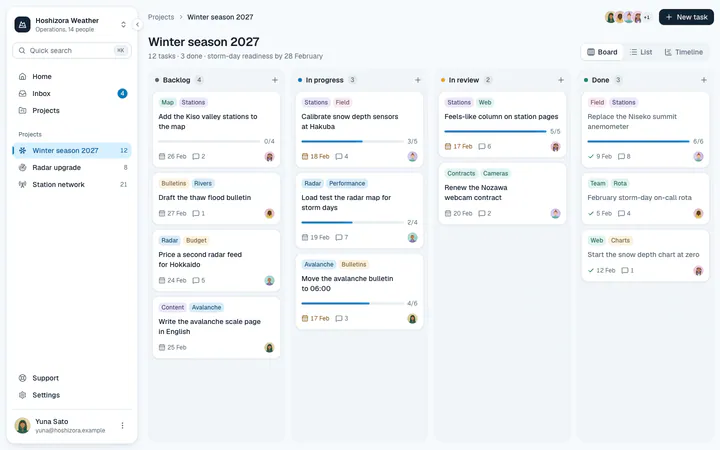 Hoshizora Weather
Operations, 14 people
Quick search
⌘K
Home
Inbox
4
Projects
Projects
Winter season 2027
12
Radar upgrade
8
Station network
21
Support
Settings
Yuna Sato
yuna@hoshizora.example
Projects > Winter season 2027
+1
New task
Winter season 2027
12 tasks · 3 done · storm-day readiness by 28 February
Board
List
Timeline
Backlog 4
Map Stations
Add the Kiso valley stations to
the map
0/4
26 Feb 2
Bulletins Rivers
Draft the thaw flood bulletin
27 Feb 1
Radar Budget
Price a second radar feed
for Hokkaido
24 Feb 5
Content Avalanche
Write the avalanche scale page
in English
25 Feb
In progress 3
Stations Field
Calibrate snow depth sensors
at Hakuba
3/5
18 Feb 4
Radar Performance
Load test the radar map for
storm days
2/4
19 Feb 7
Avalanche Bulletins
Move the avalanche bulletin
to 06:00
4/6
17 Feb 3
In review 2
Stations Web
Feels-like column on station pages
5/5
17 Feb 6
Contracts Cameras
Renew the Nozawa
webcam contract
20 Feb 2
Done 3
Field Stations
Replace the Niseko summit
anemometer
6/6
9 Feb 8
Team Rota
February storm-day on-call rota
5 Feb 4
Web Charts
Start the snow depth chart at zero
12 Feb 1